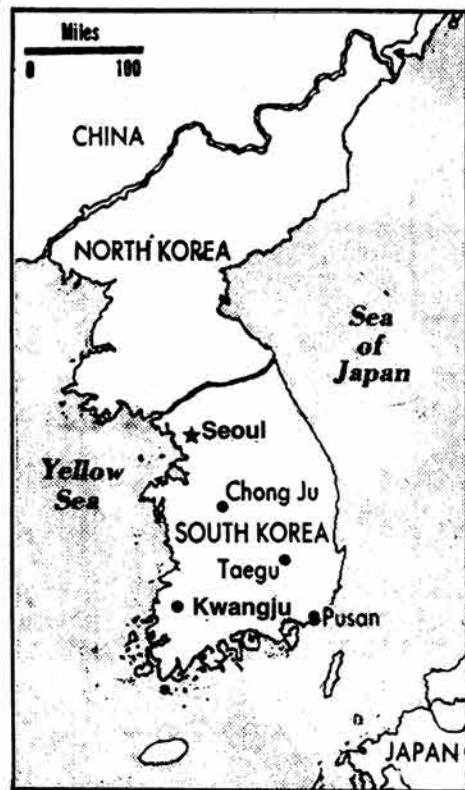 Miles
0 100
CHINA
NORTH KOREA
Sea
of
Japan
Seoul
Yellow
Sea
Chong Ju
SOUTH KOREA
Taegu
Kwangju
Pusan
JAPAN